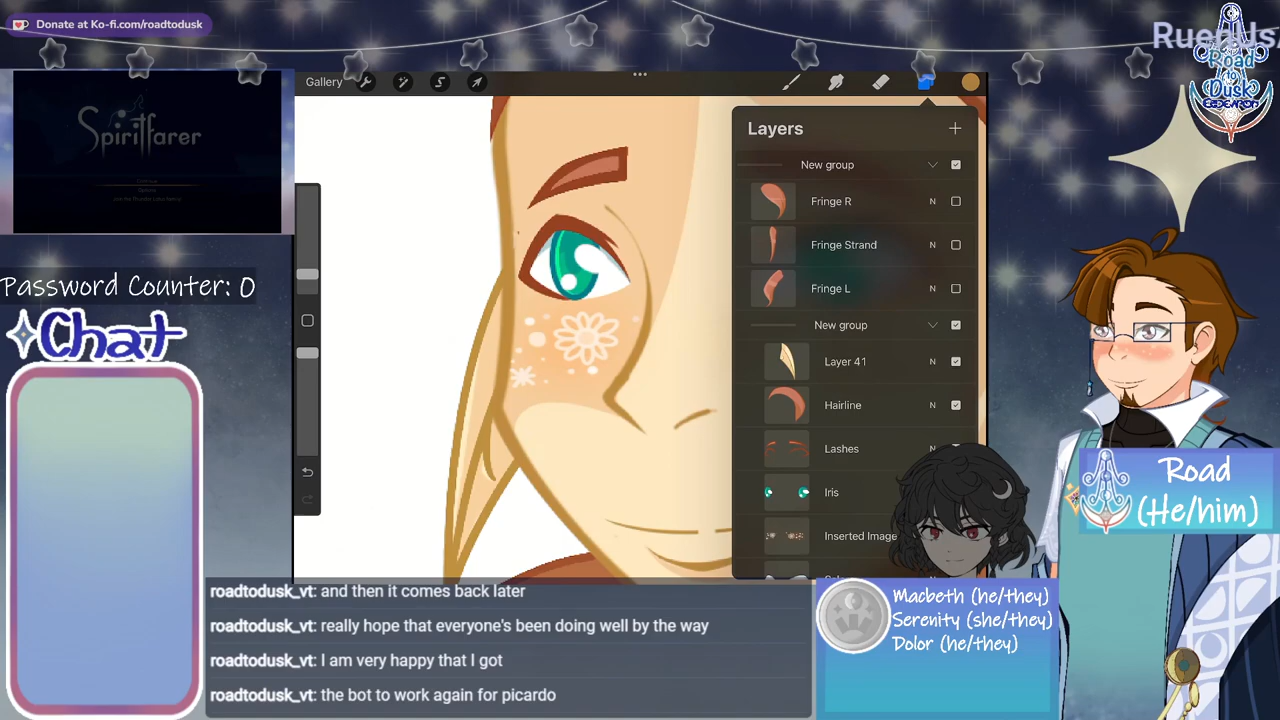 Donate at Ko-fi.com/roadtodusk
Road
to
Dusk
Spiritfarer
Continue
Options
Gallery
Layers
New group
Fringe R
N
Fringe Strand
N
Fringe L
N
New group
Layer 41
N
Hairline
N
Lashes
N
Iris
Inserted Image
Password Counter: 0
Chat
Road
(He/him)
Macbeth (he/they)
Serenity (she/they)
Dolor (he/they)
roadtodusk_vt: and then it comes back later
roadtodusk_vt: really hope that everyone's been doing well by the way
roadtodusk_vt: I am very happy that I got
roadtodusk_vt: the bot to work again for picardo